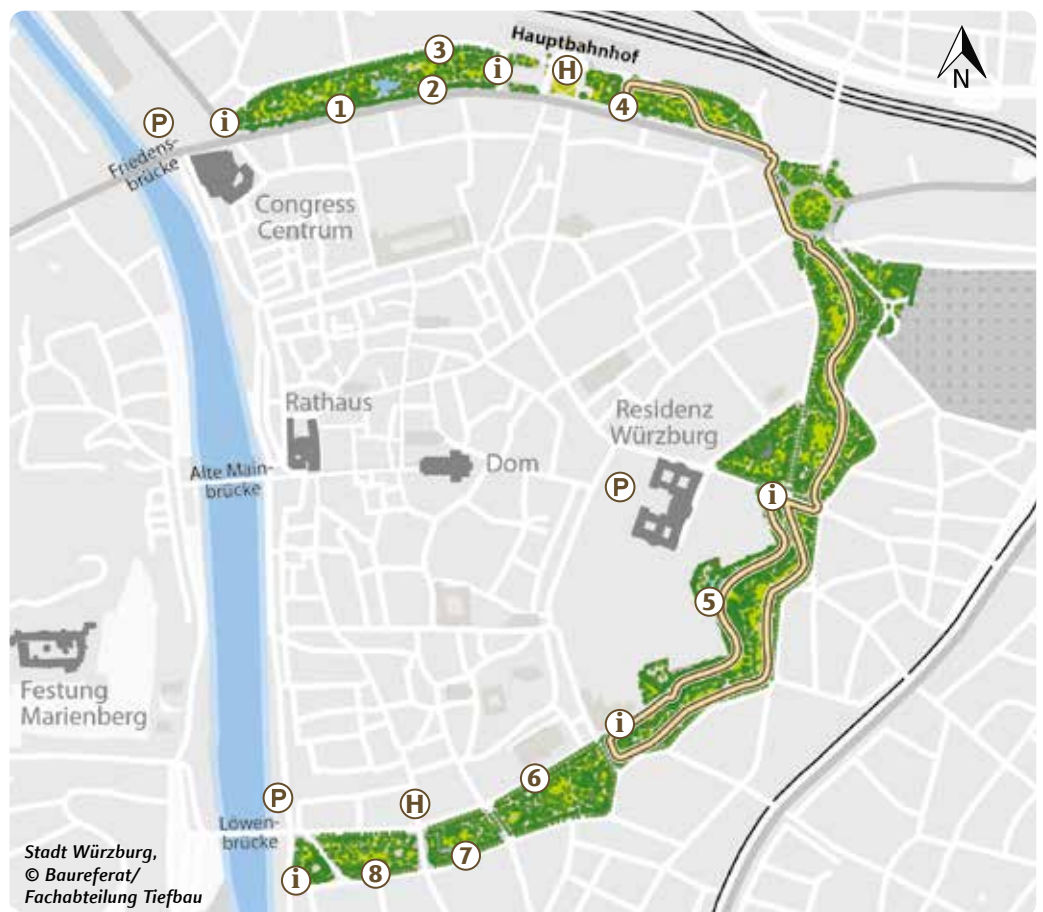 Hauptbahnhof
N
3
i
H
2
4
1
i
P
Friedens-
brücke
Congress
Centrum
Rathaus
Residenz
Würzburg
Alte Main-
brücke
Dom
P
i
5
Festung
Marienberg
i
6
P
H
Löwen-
brücke
7
8
i
Stadt Würzburg,
© Baureferat/
Fachabteilung Tiefbau